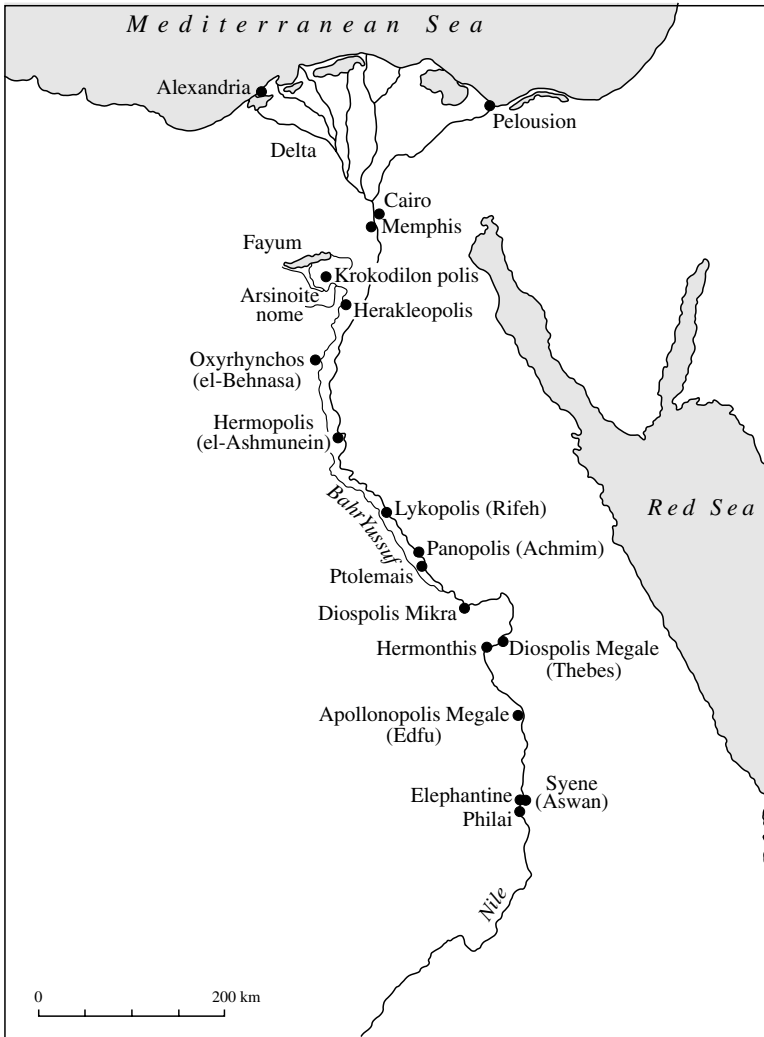 Mediterranean Sea
Alexandria
Pelousion
Delta
Cairo
Memphis
Fayum
Krokodilon polis
Arsinoite
nome
Herakleopolis
Oxyrhynchos
(el-Behnasa)
Hermopolis
(el-Ashmunein)
BahrYussuf
Lykopolis (Rifeh)
Red Sea
Panopolis (Achmim)
Ptolemais
Diospolis Mikra
Hermonthis
Diospolis Megale
(Thebes)
Apollonopolis Megale
(Edfu)
Elephantine
Syene
(Aswan)
Philai
Nile
0 200 km